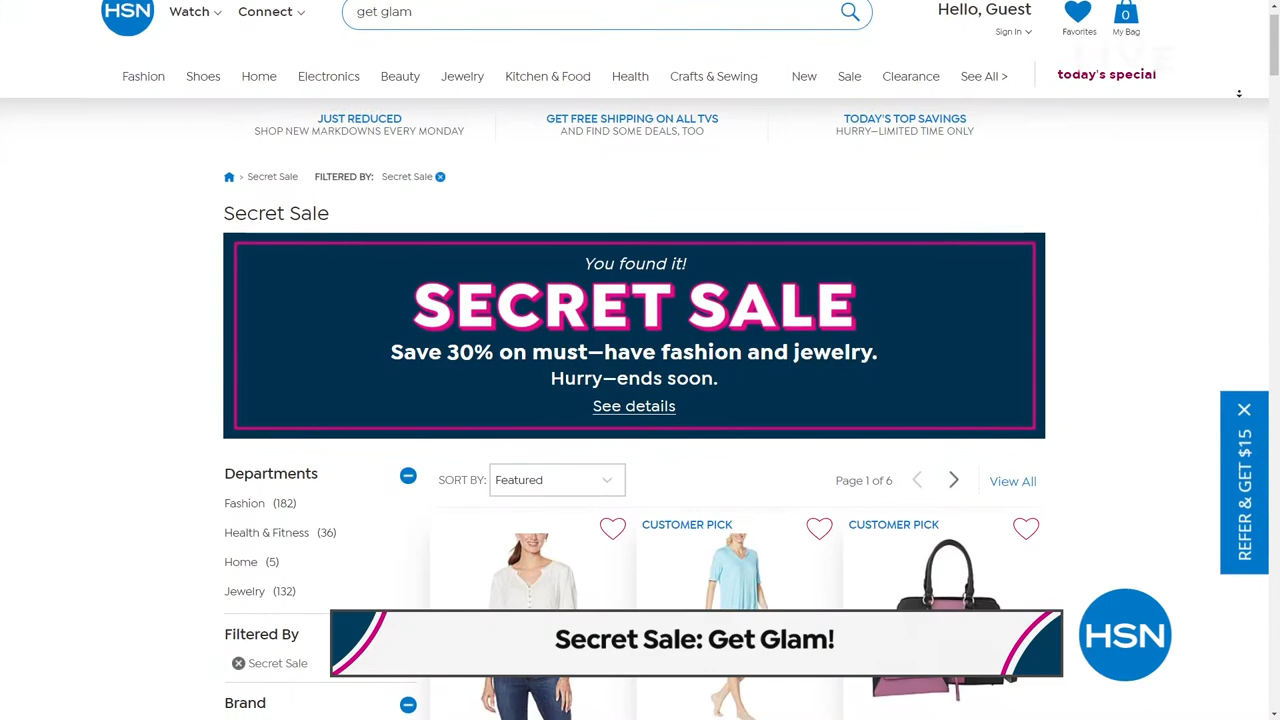 HSN
Watch
Connect
get glam
Hello, Guest
Sign In
Favorites
0
My Bag
LIVE
Fashion
Shoes
Home
Electronics
Beauty
Jewelry
Kitchen & Food
Health
Crafts & Sewing
New
Sale
Clearance
See All >
today's special
JUST REDUCED
SHOP NEW MARKDOWNS EVERY MONDAY
GET FREE SHIPPING ON ALL TVS
AND FIND SOME DEALS, TOO
TODAY'S TOP SAVINGS
HURRY—LIMITED TIME ONLY
> Secret Sale
FILTERED BY:
Secret Sale
Secret Sale
You found it!
SECRET SALE
Save 30% on must—have fashion and jewelry.
Hurry—ends soon.
See details
REFER & GET $15
Departments
Fashion (182)
Health & Fitness (36)
Home (5)
Jewelry (132)
Filtered By
Secret Sale
Brand
SORT BY:
Featured
Page 1 of 6
View All
CUSTOMER PICK
CUSTOMER PICK
Secret Sale: Get Glam!
HSN